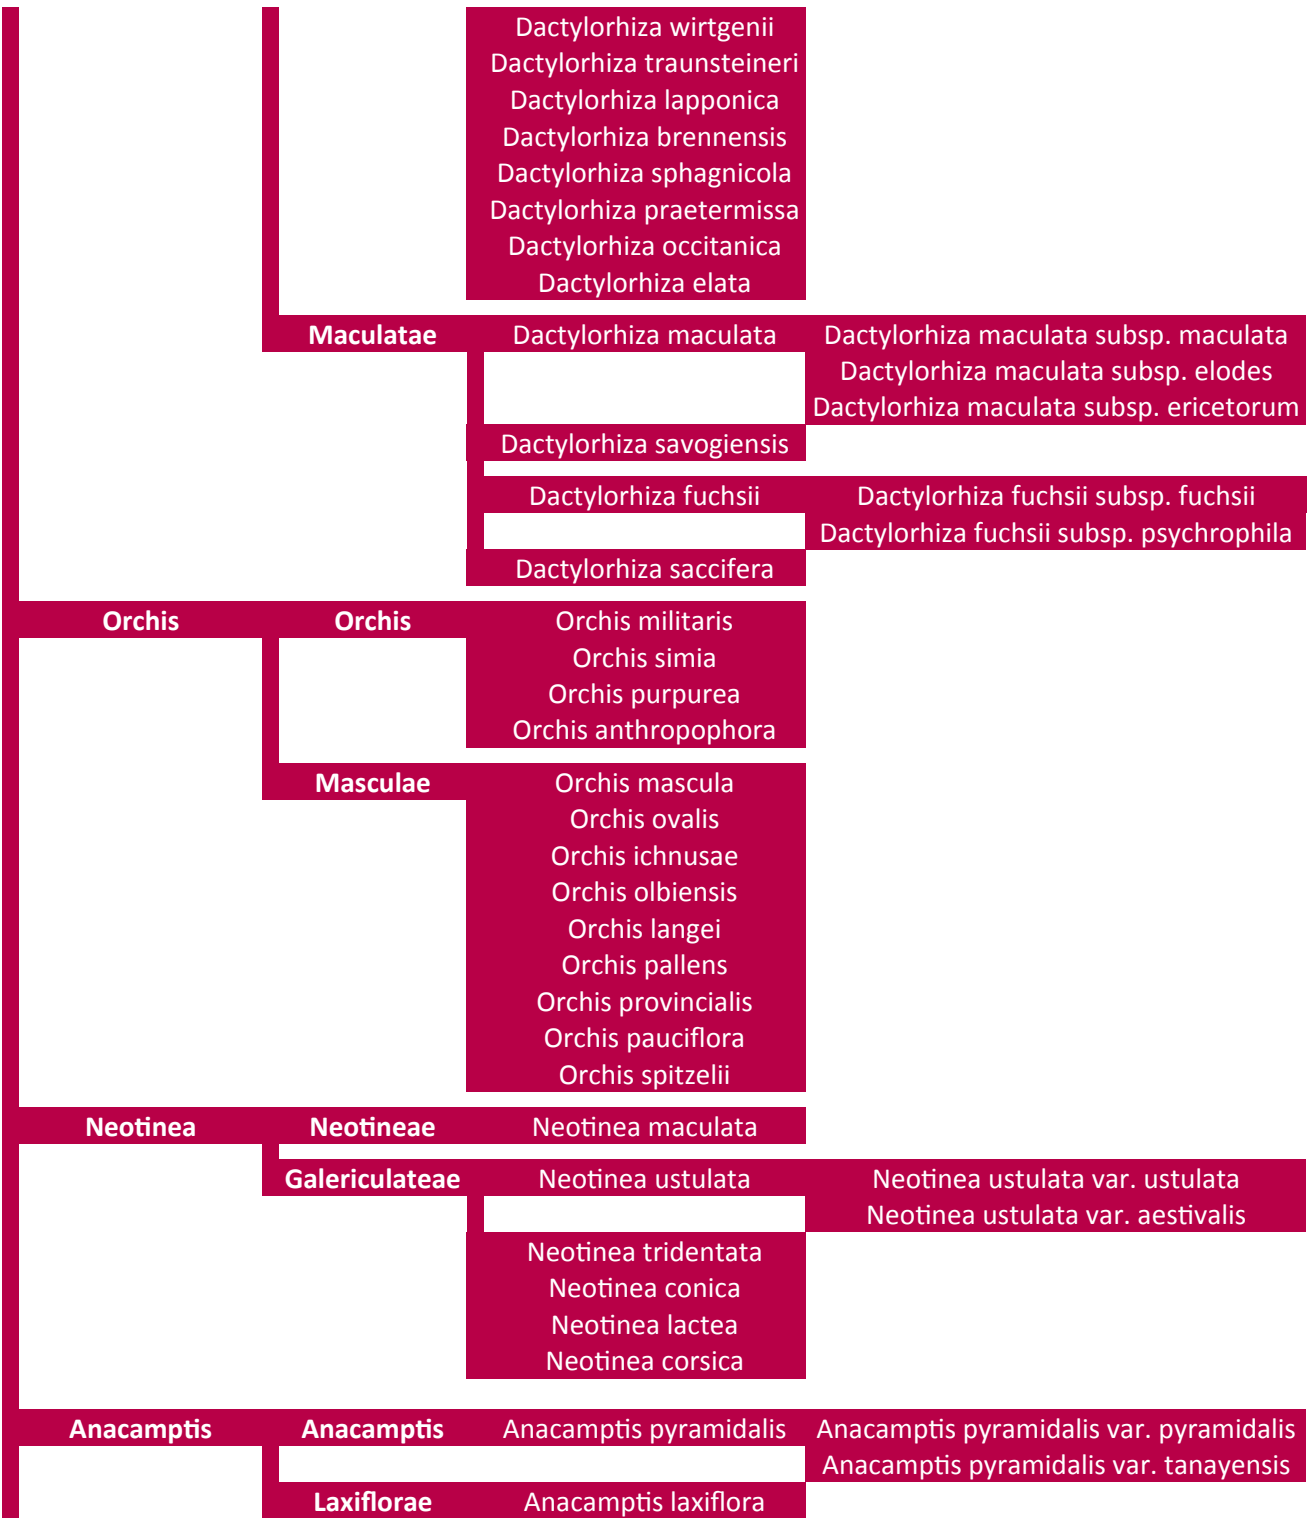 Dactylorhiza wirtgenii
Dactylorhiza traunsteineri
Dactylorhiza lapponica
Dactylorhiza brennensis
Dactylorhiza sphagnicola
Dactylorhiza praetermissa
Dactylorhiza occitanica
Dactylorhiza elata
Maculatae Dactylorhiza maculata Dactylorhiza maculata subsp. maculata
Dactylorhiza maculata subsp. elodes
Dactylorhiza maculata subsp. ericetorum
Dactylorhiza savogiensis
Dactylorhiza fuchsii Dactylorhiza fuchsii subsp. fuchsii
Dactylorhiza fuchsii subsp. psychrophila
Dactylorhiza saccifera
Orchis Orchis Orchis militaris
Orchis simia
Orchis purpurea
Orchis anthropophora
Masculae Orchis mascula
Orchis ovalis
Orchis ichnusae
Orchis olbiensis
Orchis langei
Orchis pallens
Orchis provincialis
Orchis pauciflora
Orchis spitzelii
Neotinea Neotineae Neotinea maculata
Galericulateae Neotinea ustulata Neotinea ustulata var. ustulata
Neotinea ustulata var. aestivalis
Neotinea tridentata
Neotinea conica
Neotinea lactea
Neotinea corsica
Anacamptis Anacamptis Anacamptis pyramidalis Anacamptis pyramidalis var. pyramidalis
Anacamptis pyramidalis var. tanayensis
Laxiflorae Anacamptis laxiflora